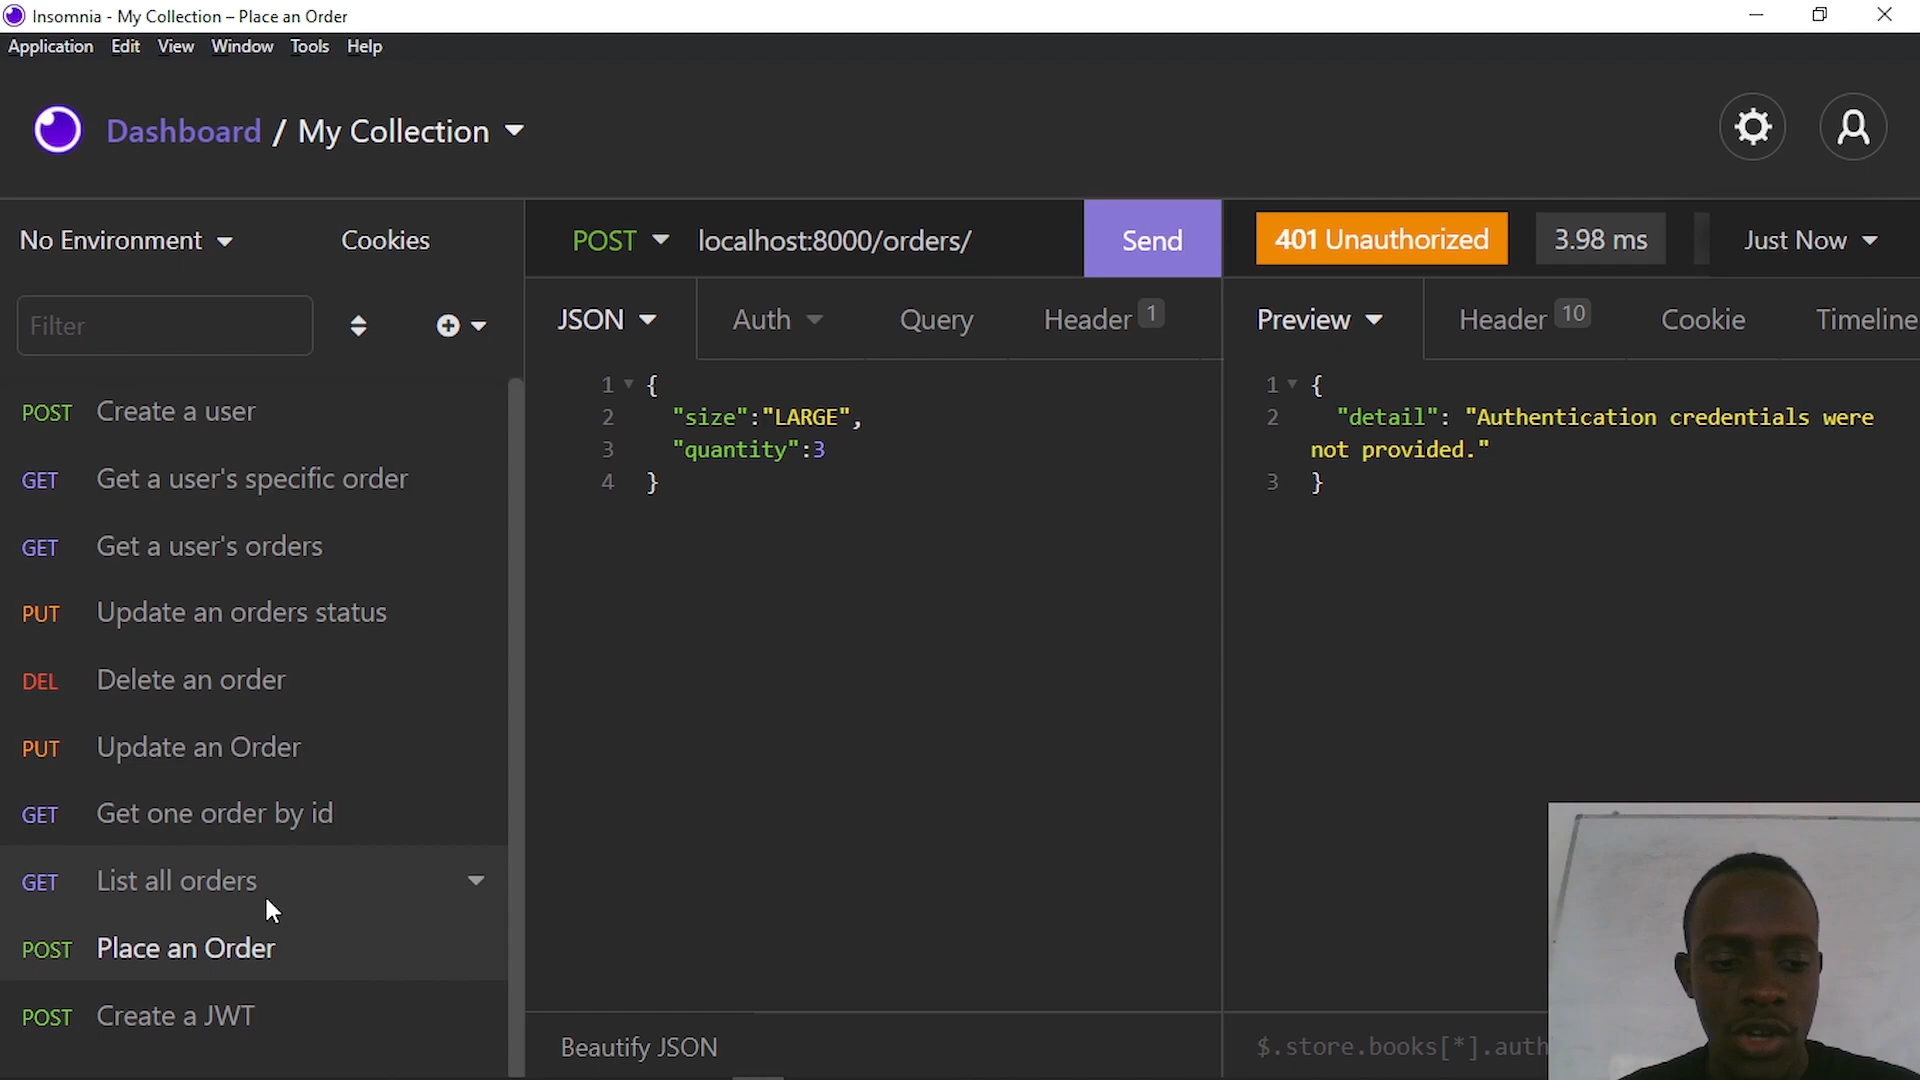 Insomnia - My Collection – Place an Order
Application Edit View Window Tools Help
Dashboard / My Collection
No Environment Cookies
POST localhost:8000/orders/ Send
401 Unauthorized 3.98 ms Just Now
Filter
JSON Auth Query Header 1
Preview Header 10 Cookie Timeline
1 {
2 "size":"LARGE",
3 "quantity":3
4 }
1 {
2 "detail": "Authentication credentials were
not provided."
3 }
POST Create a user
GET Get a user's specific order
GET Get a user's orders
PUT Update an orders status
DEL Delete an order
PUT Update an Order
GET Get one order by id
GET List all orders
POST Place an Order
POST Create a JWT
Beautify JSON
$.store.books[*].auth